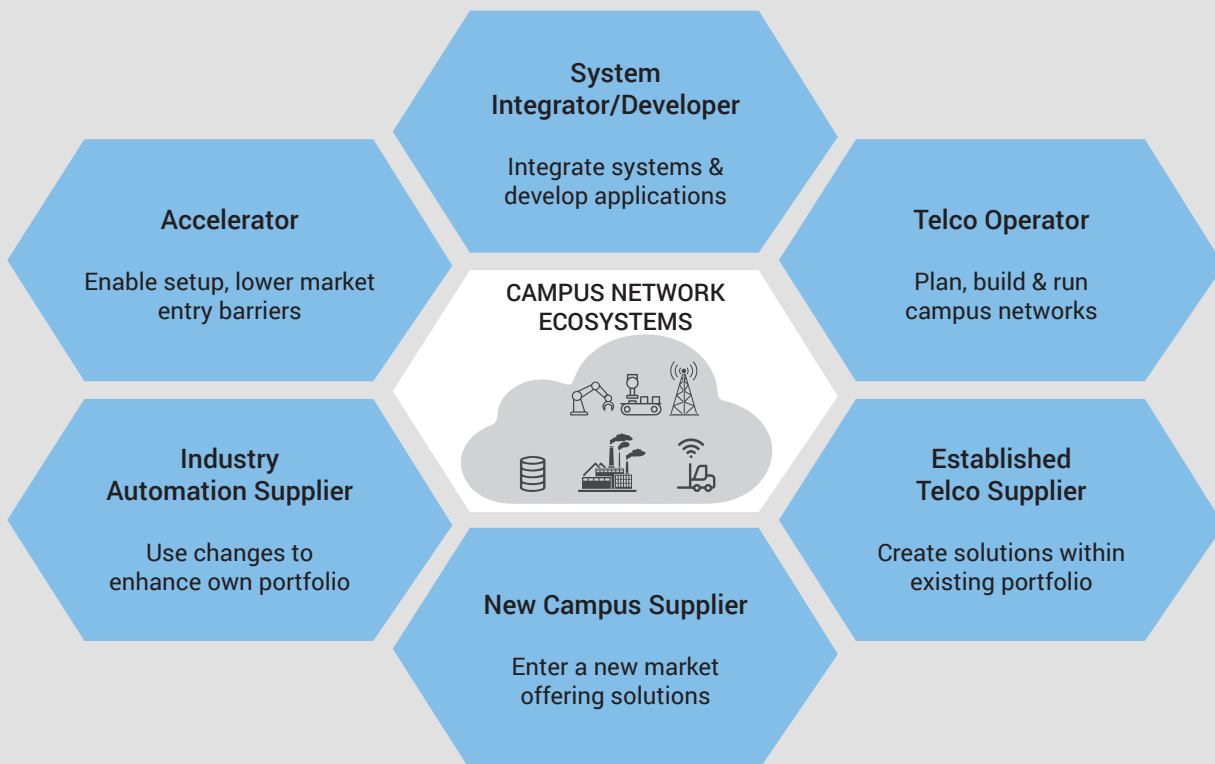 System
Integrator/Developer
Integrate systems &
develop applications
Accelerator
Enable setup, lower market
entry barriers
Telco Operator
Plan, build & run
campus networks
CAMPUS NETWORK
ECOSYSTEMS
Industry
Automation Supplier
Use changes to
enhance own portfolio
Established
Telco Supplier
Create solutions within
existing portfolio
New Campus Supplier
Enter a new market
offering solutions